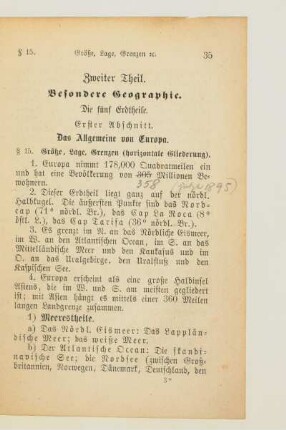 § 15.
Größe, Lage, Grenzen ꝛc.
35
Zweiter Theil.
Besondere Geographie.
Die fünf Erdtheile.
Erster Abschnitt.
Das Allgemeine von Europa.
§ 15. Größe, Lage, Grenzen (horizontale Gliederung).
1. Europa nimmt 178,000 Quadratmeilen ein
und hat eine Bevölkerung von 305 Millionen Be-
wohnern.
358
1895)
2. Dieser Erdtheil liegt ganz auf der nördl.
Halbkugel. Die äußersten Punkte sind das Nord-
cap (71° nördl. Br.), das Cap La Roca (8°
östl. L.), das Cap Tarifa (36° nördl. Br.).
3. Es grenzt im N. an das Nördliche Eismeer,
im W. an den Atlantischen Ocean, im S. an das
Mittelländische Meer und den Kaukasus und im
O. an das Uralgebirge, den Uralfluß und den
Kaspischen See.
4. Europa erscheint als eine große Halbinsel
Asiens, die im W. und S. am meisten gegliedert
ist; mit Asien hängt es mittels einer 360 Meilen
langen Landgrenze zusammen.
1) Meerestheile.
a) Das Nördl. Eismeer: Das Lapplän-
dische Meer; das weiße Meer.
b) Der Atlantische Ocean: Die skandi-
navische See; die Nordsee (zwischen Groß-
britannien, Norwegen, Dänemark, Deutschland, den